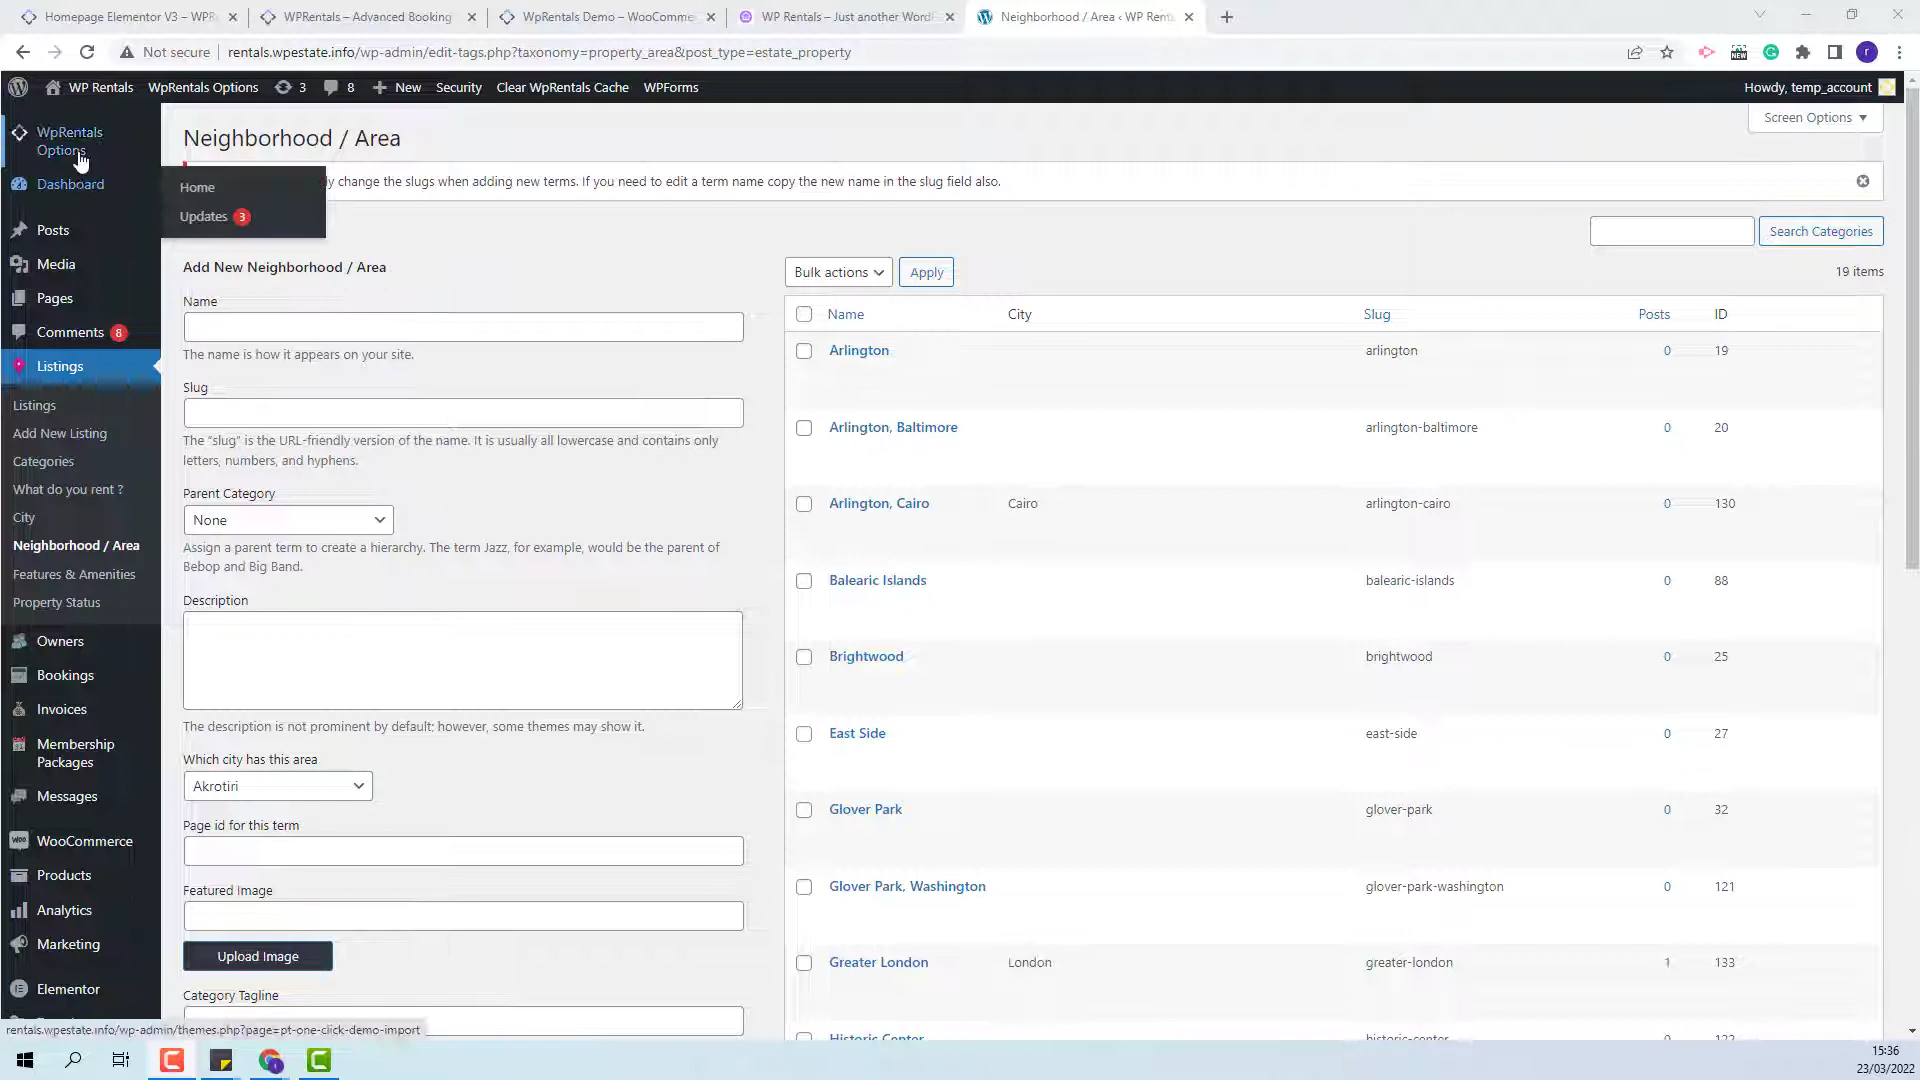 Homepage Elementor V3 – WPR
WPRentals – Advanced Booking
WpRentals Demo – WooComme
WP Rentals – Just another Word
Neighborhood / Area ‹ WP Rent
Not secure
rentals.wpestate.info/wp-admin/edit-tags.php?taxonomy=property_area&post_type=estate_property
NEW
r
WP Rentals
WpRentals Options
3
8
New
Security
Clear WpRentals Cache
WPForms
Howdy, temp_account
WpRentals
Options
Dashboard
Home
Updates 3
Posts
Media
Pages
Comments 8
Listings
Listings
Add New Listing
Categories
What do you rent ?
City
Neighborhood / Area
Features & Amenities
Property Status
Owners
Bookings
Invoices
Membership
Packages
Messages
WooCommerce
Products
Analytics
Marketing
Elementor
rentals.wpestate.info/wp-admin/themes.php?page=pt-one-click-demo-import
Screen Options
Neighborhood / Area
ly change the slugs when adding new terms. If you need to edit a term name copy the new name in the slug field also.
Search Categories
Add New Neighborhood / Area
Name
The name is how it appears on your site.
Slug
The “slug” is the URL-friendly version of the name. It is usually all lowercase and contains only
letters, numbers, and hyphens.
Parent Category
None
Assign a parent term to create a hierarchy. The term Jazz, for example, would be the parent of
Bebop and Big Band.
Description
The description is not prominent by default; however, some themes may show it.
Which city has this area
Akrotiri
Page id for this term
Featured Image
Upload Image
Category Tagline
Bulk actions
Apply
19 items
Name City Slug Posts ID
Arlington arlington 0 19
Arlington, Baltimore arlington-baltimore 0 20
Arlington, Cairo Cairo arlington-cairo 0 130
Balearic Islands balearic-islands 0 88
Brightwood brightwood 0 25
East Side east-side 0 27
Glover Park glover-park 0 32
Glover Park, Washington glover-park-washington 0 121
Greater London London greater-london 1 133
Historic Center historic-center 0 122
15:36
23/03/2022